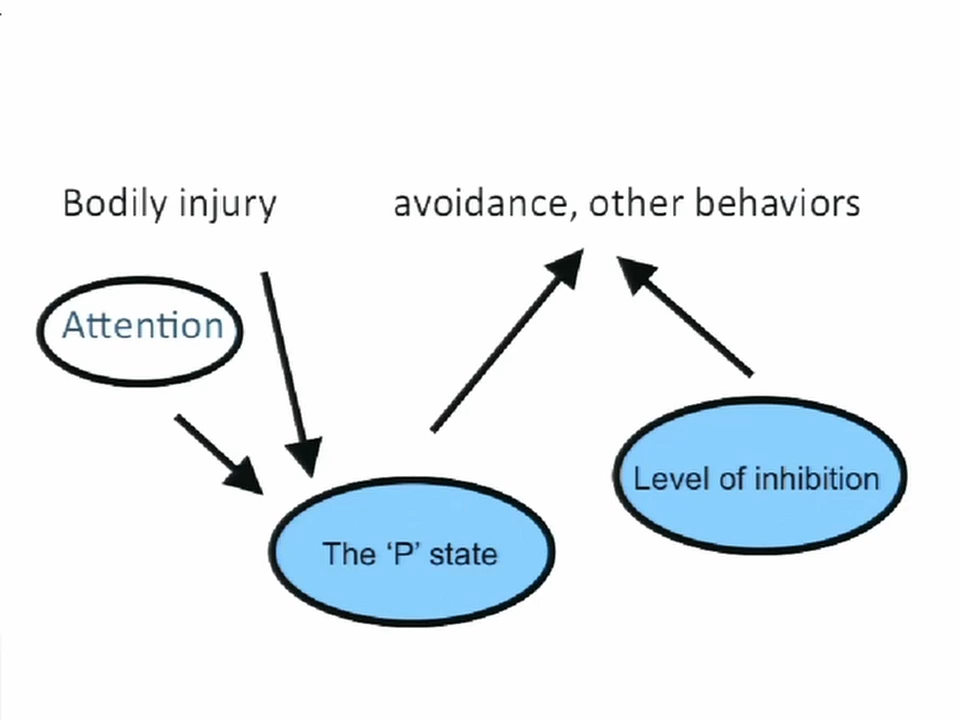 Bodily injury
avoidance, other behaviors
Attention
Level of inhibition
The ‘P’ state